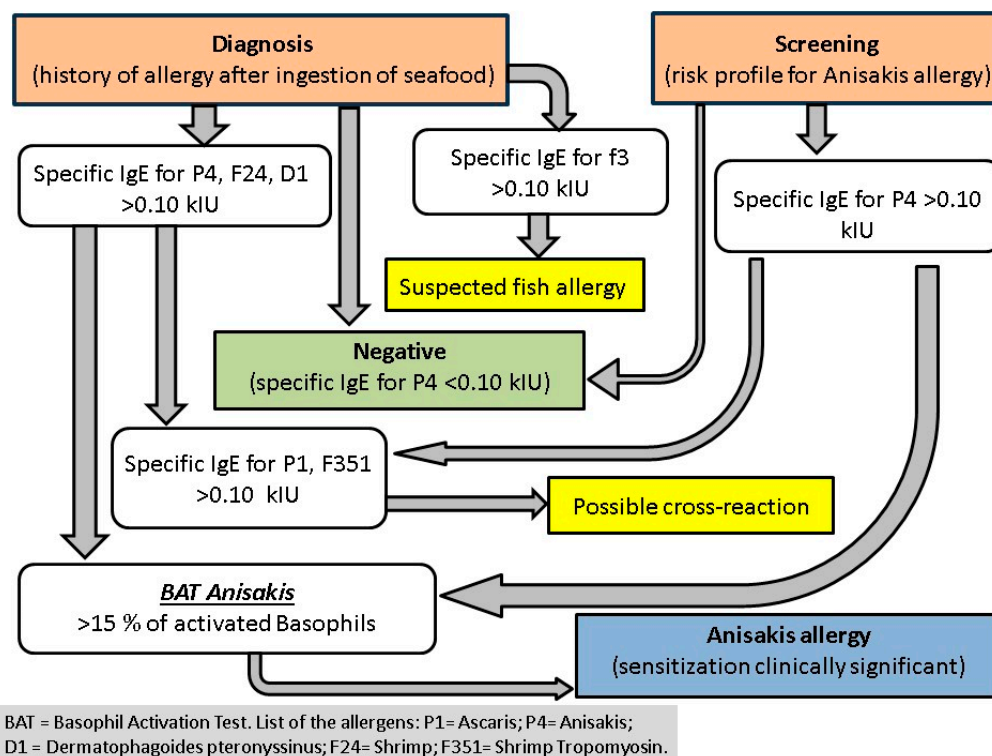 Diagnosis
(history of allergy after ingestion of seafood)
Screening
(risk profile for Anisakis allergy)
Specific IgE for P4, F24, D1
>0.10 kIU
Specific IgE for f3
>0.10 kIU
Specific IgE for P4 >0.10
kIU
Suspected fish allergy
Negative
(specific IgE for P4 <0.10 kIU)
Specific IgE for P1, F351
>0.10 kIU
Possible cross-reaction
BAT Anisakis
>15 % of activated Basophils
Anisakis allergy
(sensitization clinically significant)
BAT = Basophil Activation Test. List of the allergens: P1= Ascaris; P4= Anisakis;
D1 = Dermatophagoides pteronyssinus; F24= Shrimp; F351= Shrimp Tropomyosin.